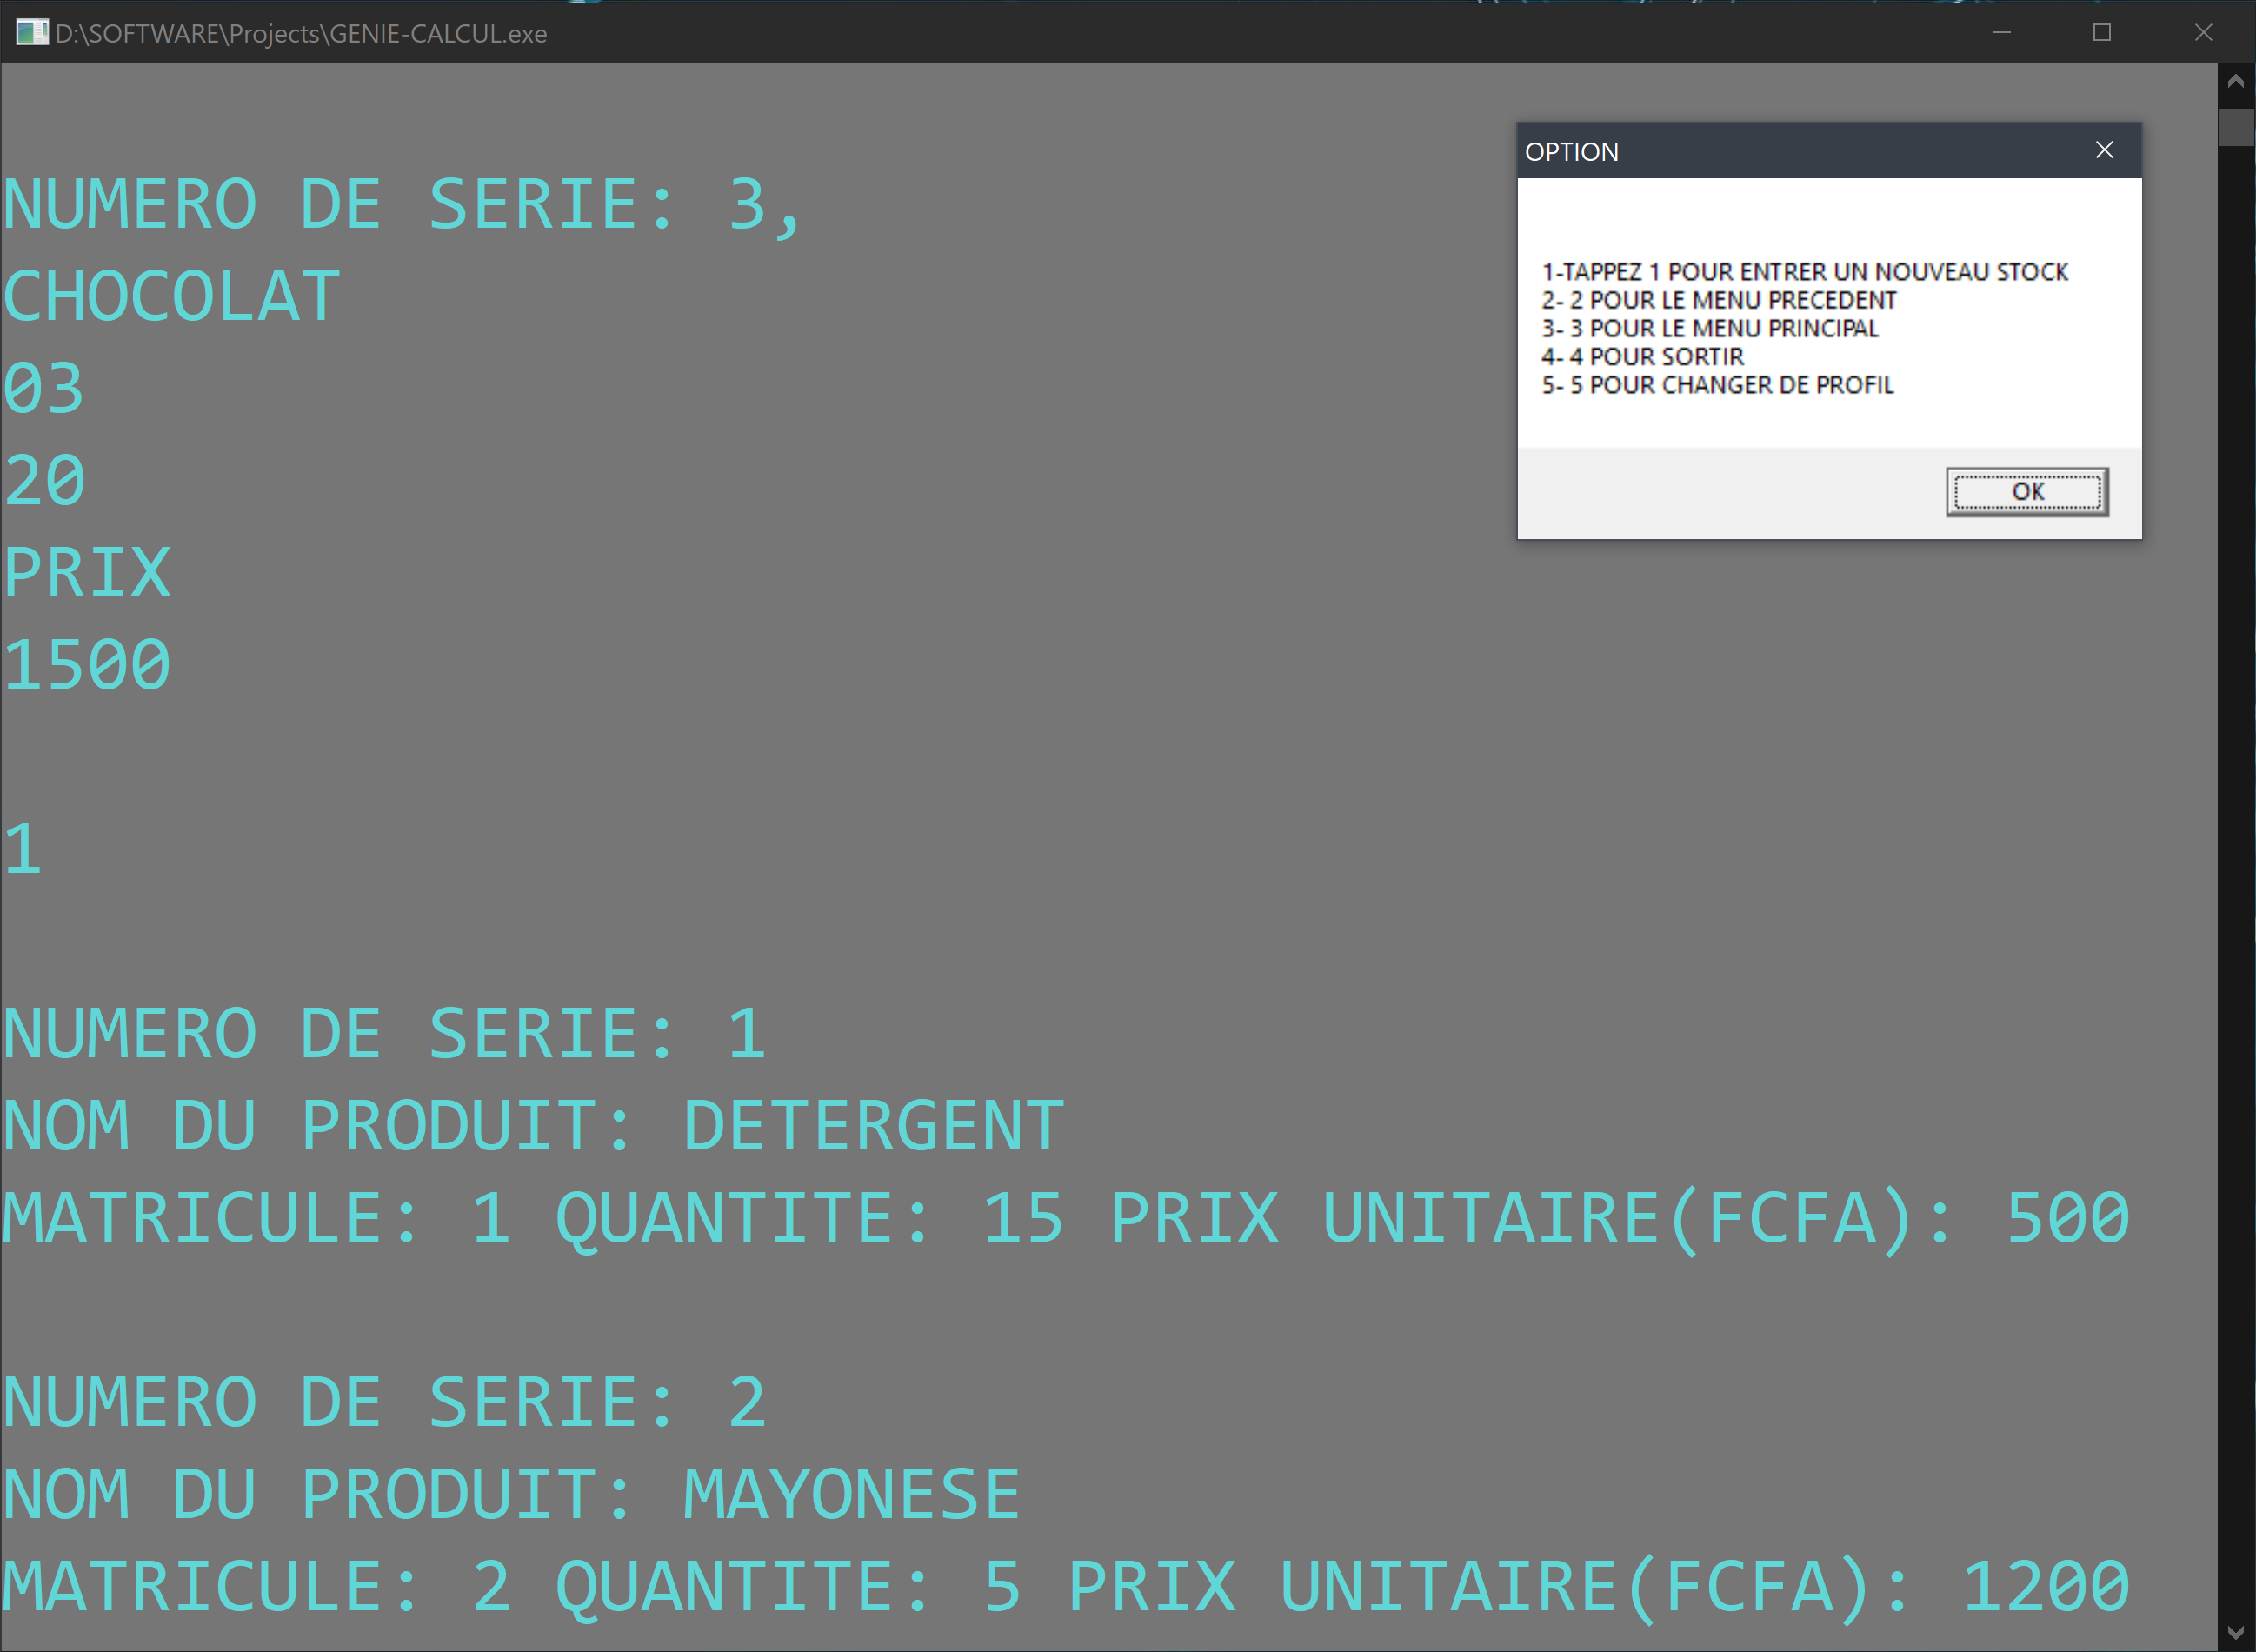 D:\SOFTWARE\Projects\GENIE-CALCUL.exe
NUMERO DE SERIE: 3,
CHOCOLAT
03
20
PRIX
1500
1
NUMERO DE SERIE: 1
NOM DU PRODUIT: DETERGENT
MATRICULE: 1 QUANTITE: 15 PRIX UNITAIRE(FCFA): 500
NUMERO DE SERIE: 2
NOM DU PRODUIT: MAYONESE
MATRICULE: 2 QUANTITE: 5 PRIX UNITAIRE(FCFA): 1200
OPTION
1-TAPPEZ 1 POUR ENTRER UN NOUVEAU STOCK
2- 2 POUR LE MENU PRECEDENT
3- 3 POUR LE MENU PRINCIPAL
4- 4 POUR SORTIR
5- 5 POUR CHANGER DE PROFIL
OK